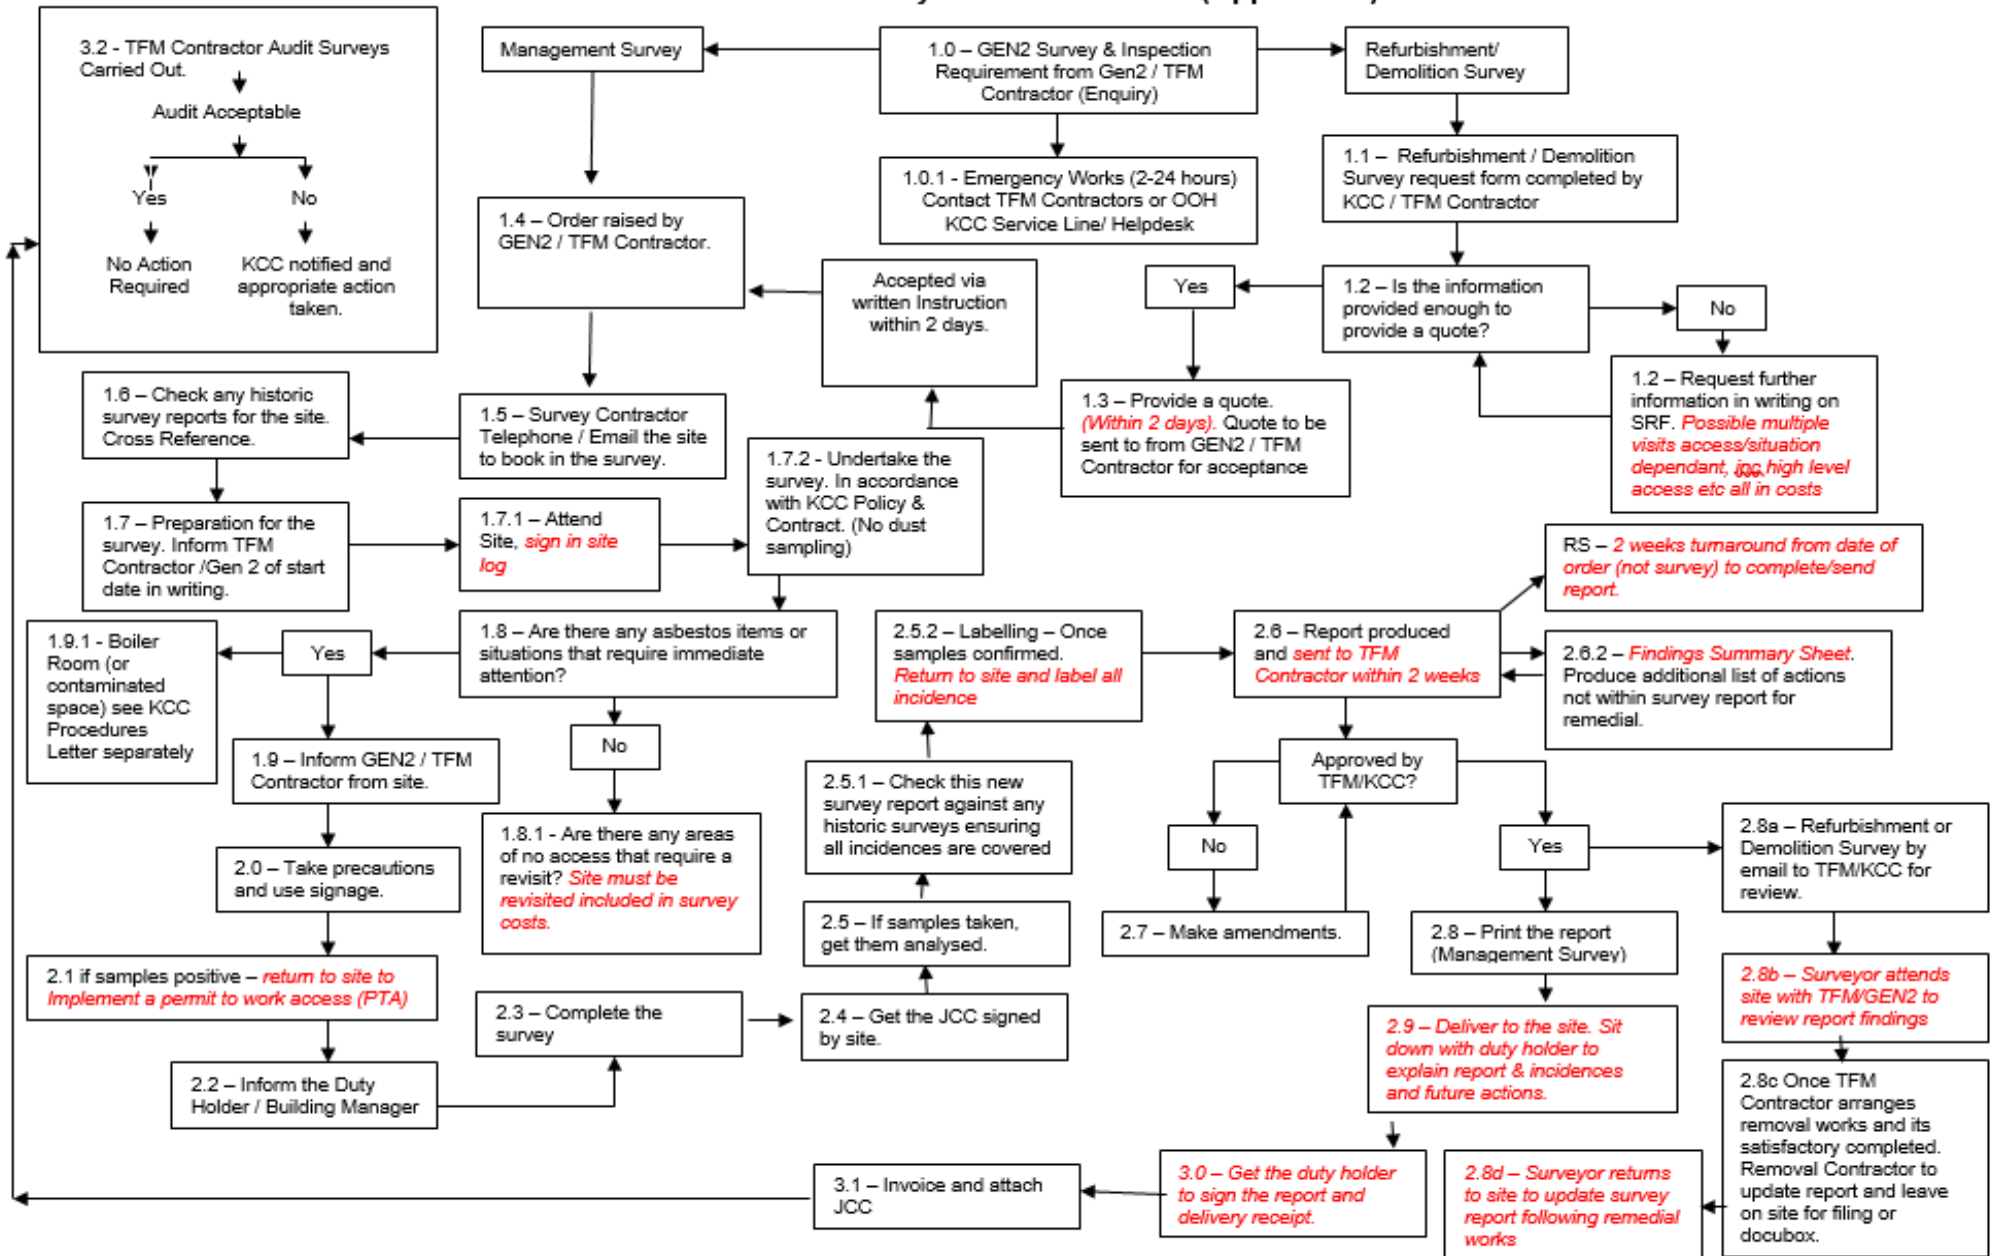 3.2 - TFM Contractor Audit Surveys
Carried Out.
Audit Acceptable
Yes
No
No Action
Required
KCC notified and
appropriate action
taken.
Management Survey
1.0 – GEN2 Survey & Inspection
Requirement from Gen2 / TFM
Contractor (Enquiry)
Refurbishment/
Demolition Survey
1.0.1 - Emergency Works (2-24 hours)
Contact TFM Contractors or OOH
KCC Service Line/ Helpdesk
1.1 – Refurbishment / Demolition
Survey request form completed by
KCC / TFM Contractor
1.4 – Order raised by
GEN2 / TFM Contractor.
Accepted via
written Instruction
within 2 days.
Yes
1.2 – Is the information
provided enough to
provide a quote?
No
1.2 – Request further
information in writing on
SRF. Possible multiple
visits access/situation
dependant, inc high level
access etc all in costs
1.3 – Provide a quote.
(Within 2 days). Quote to be
sent to from GEN2 / TFM
Contractor for acceptance
1.6 – Check any historic
survey reports for the site.
Cross Reference.
1.5 – Survey Contractor
Telephone / Email the site
to book in the survey.
1.7 – Preparation for the
survey. Inform TFM
Contractor /Gen 2 of start
date in writing.
1.7.1 – Attend
Site, sign in site
log
1.7.2 - Undertake the
survey. In accordance
with KCC Policy &
Contract. (No dust
sampling)
RS – 2 weeks turnaround from date of
order (not survey) to complete/send
report.
1.9.1 - Boiler
Room (or
contaminated
space) see KCC
Procedures
Letter separately
Yes
1.8 – Are there any asbestos items or
situations that require immediate
attention?
2.5.2 – Labelling – Once
samples confirmed.
Return to site and label all
incidence
2.6 – Report produced
and sent to TFM
Contractor within 2 weeks
2.6.2 – Findings Summary Sheet.
Produce additional list of actions
not within survey report for
remedial.
No
1.9 – Inform GEN2 / TFM
Contractor from site.
Approved by
TFM/KCC?
2.5.1 – Check this new
survey report against any
historic surveys ensuring
all incidences are covered
1.8.1 - Are there any areas
of no access that require a
revisit? Site must be
revisited included in survey
costs.
No
Yes
2.8a – Refurbishment or
Demolition Survey by
email to TFM/KCC for
review.
2.0 – Take precautions
and use signage.
2.5 – If samples taken,
get them analysed.
2.7 – Make amendments.
2.8 – Print the report
(Management Survey)
2.1 if samples positive – return to site to
Implement a permit to work access (PTA)
2.8b – Surveyor attends
site with TFM/GEN2 to
review report findings
2.3 – Complete the
survey
2.4 – Get the JCC signed
by site.
2.9 – Deliver to the site. Sit
down with duty holder to
explain report & incidences
and future actions.
2.2 – Inform the Duty
Holder / Building Manager
2.8c Once TFM
Contractor arranges
removal works and its
satisfactory completed.
Removal Contractor to
update report and leave
on site for filing or
docubox.
3.1 – Invoice and attach
JCC
3.0 – Get the duty holder
to sign the report and
delivery receipt.
2.8d – Surveyor returns
to site to update survey
report following remedial
works